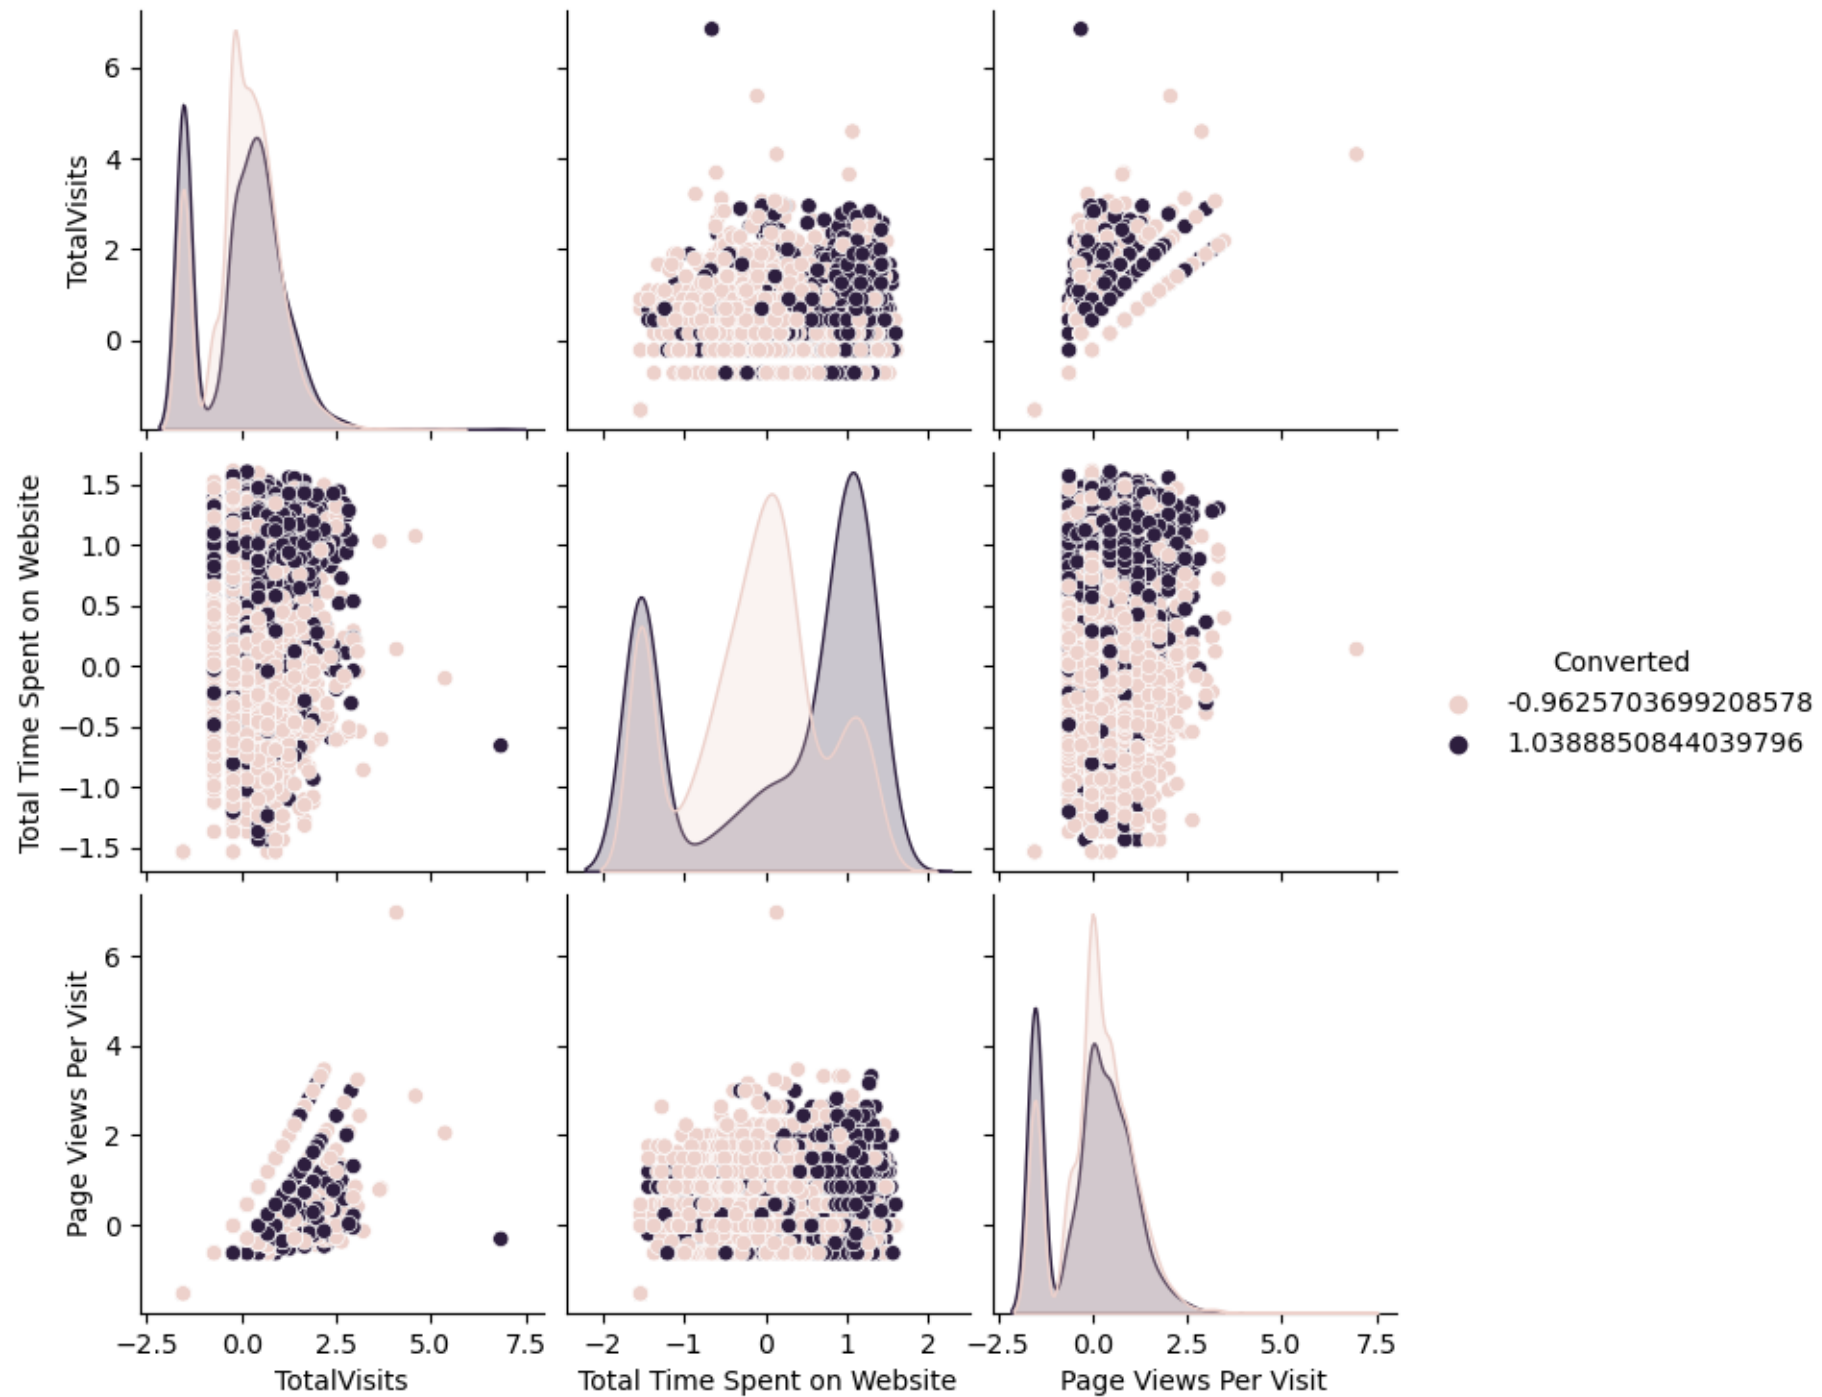 6
4
2
0
TotalVisits
1.5
1.0
0.5
0.0
−0.5
−1.0
−1.5
Total Time Spent on Website
6
4
2
0
Page Views Per Visit
−2.5 0.0 2.5 5.0 7.5
TotalVisits
−2 −1 0 1 2
Total Time Spent on Website
−2.5 0.0 2.5 5.0 7.5
Page Views Per Visit
Converted
-0.9625703699208578
1.0388850844039796